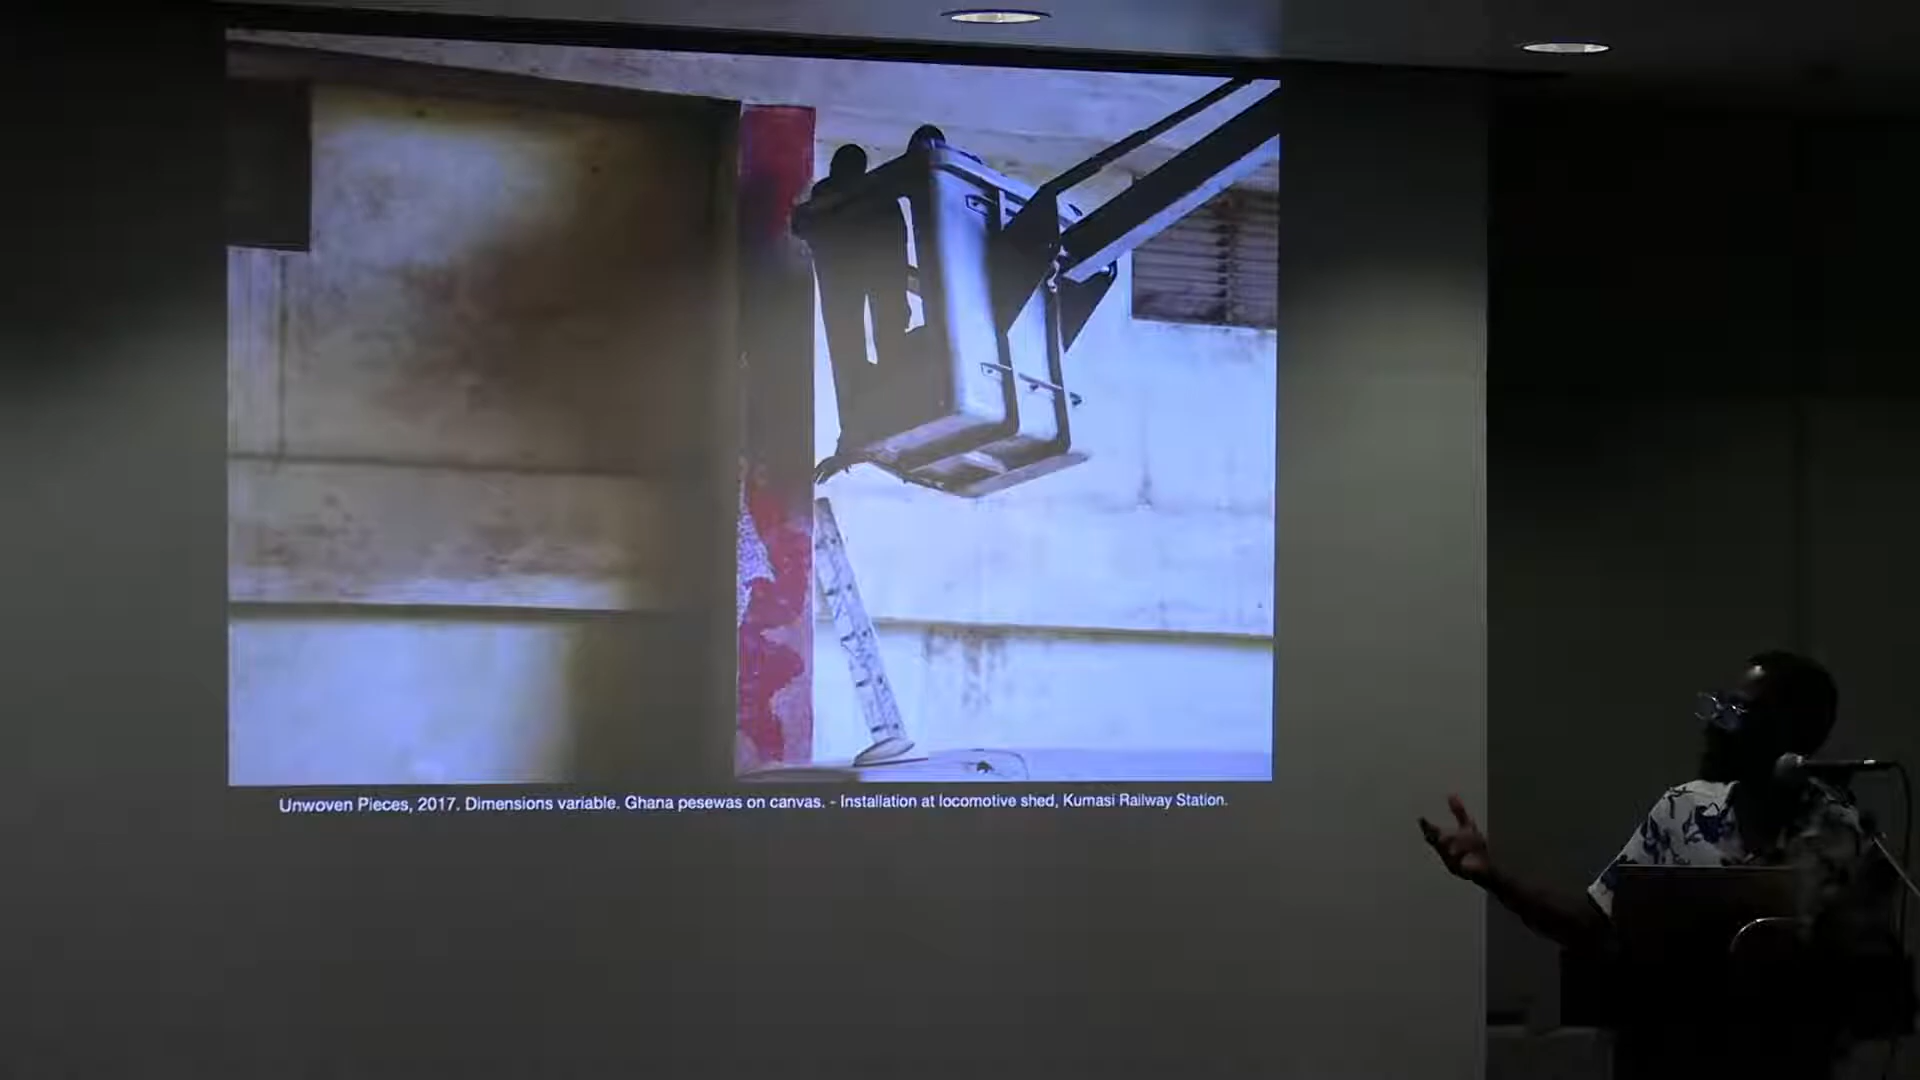 Unwoven Pieces, 2017. Dimensions variable. Ghana pesewas on canvas. - Installation at locomotive shed, Kumasi Railway Station.